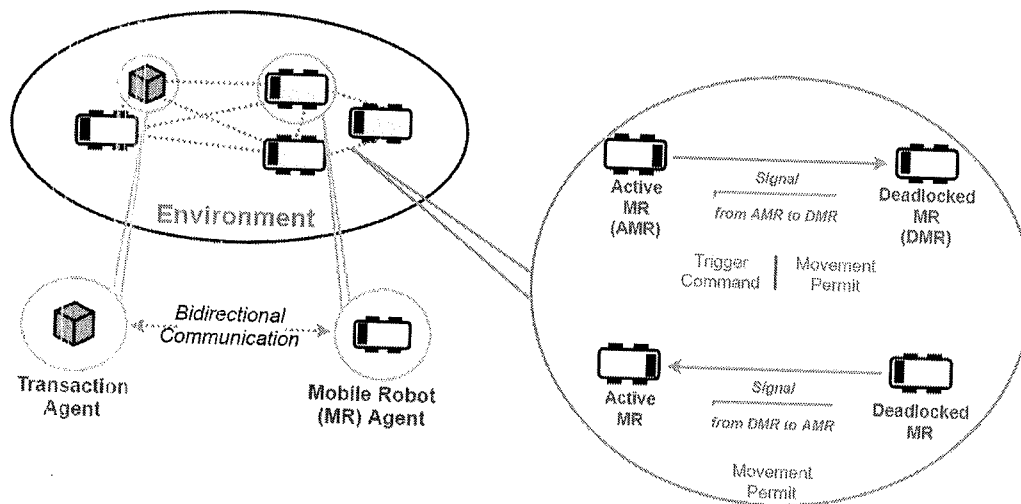 Environment
Bidirectional
Communication
Transaction
Agent
Mobile Robot
(MR) Agent
Active
MR
(AMR)
Signal
from AMR to DMR
Deadlocked
MR
(DMR)
Trigger
Command
Movement
Permit
Active
MR
Signal
from DMR to AMR
Deadlocked
MR
Movement
Permit